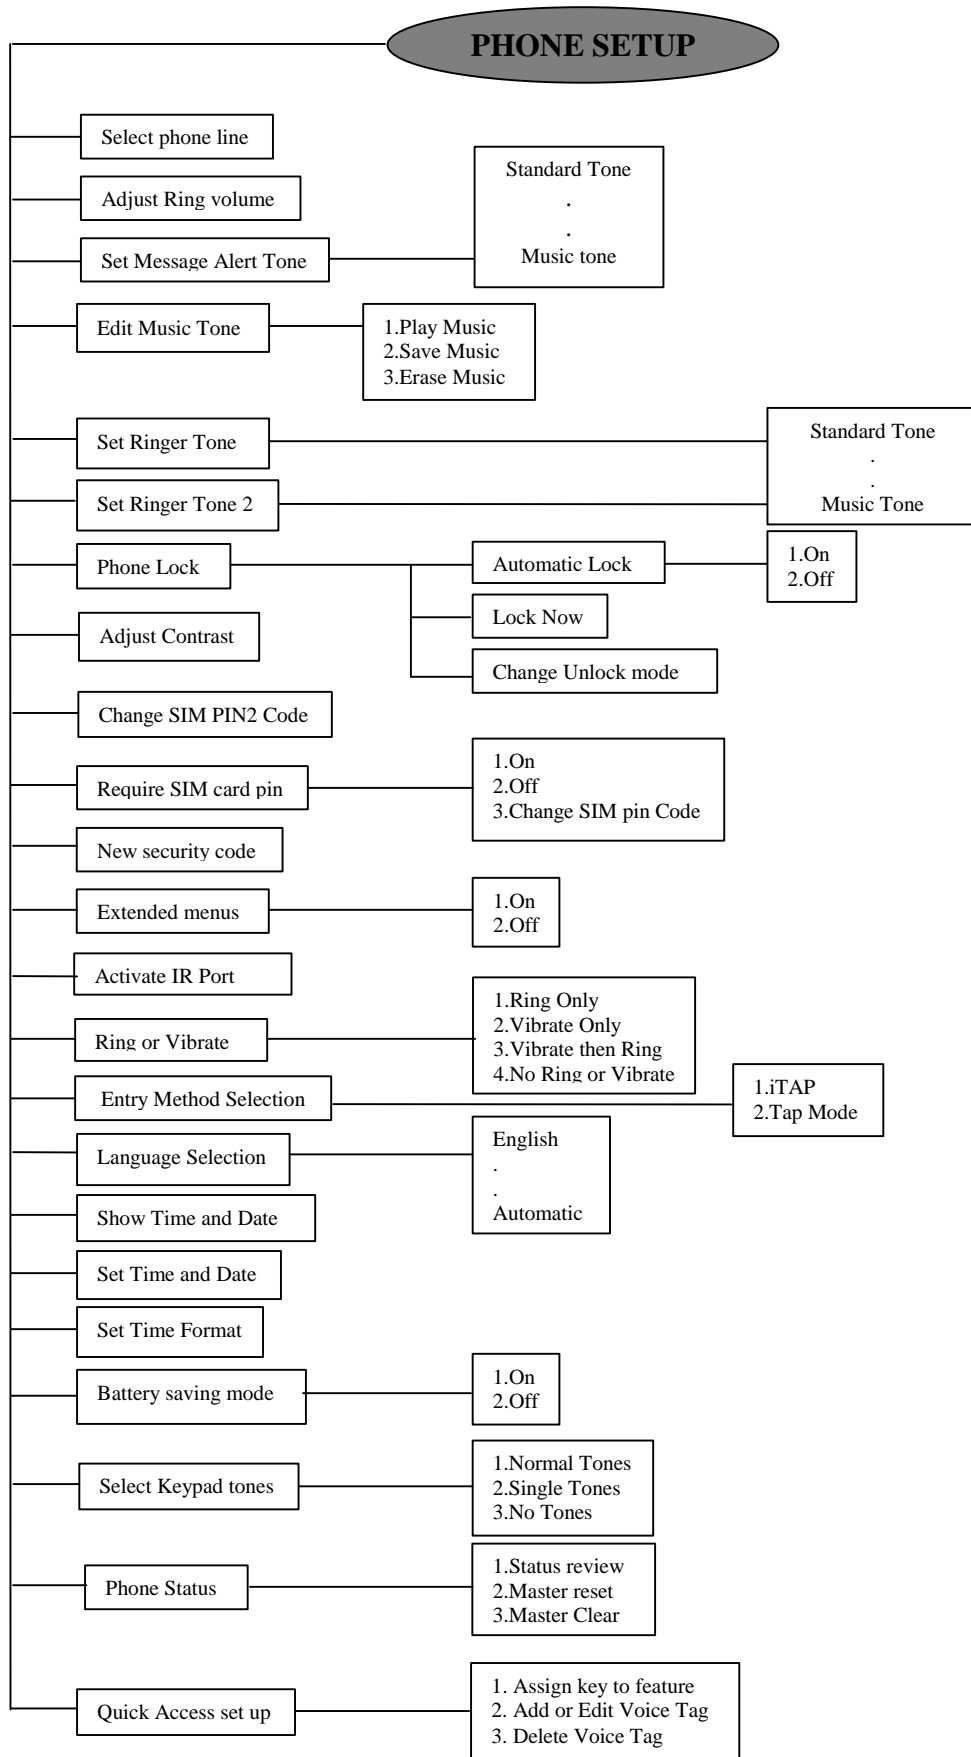 PHONE SETUP
Select phone line
Adjust Ring volume
Set Message Alert Tone
Standard Tone
.
.
Music tone
Edit Music Tone
1.Play Music
2.Save Music
3.Erase Music
Set Ringer Tone
Set Ringer Tone 2
Standard Tone
.
.
Music Tone
Phone Lock
Automatic Lock
1.On
2.Off
Lock Now
Change Unlock mode
Adjust Contrast
Change SIM PIN2 Code
Require SIM card pin
1.On
2.Off
3.Change SIM pin Code
New security code
Extended menus
1.On
2.Off
Activate IR Port
Ring or Vibrate
1.Ring Only
2.Vibrate Only
3.Vibrate then Ring
4.No Ring or Vibrate
Entry Method Selection
1.iTAP
2.Tap Mode
Language Selection
English
.
.
Automatic
Show Time and Date
Set Time and Date
Set Time Format
Battery saving mode
1.On
2.Off
Select Keypad tones
1.Normal Tones
2.Single Tones
3.No Tones
Phone Status
1.Status review
2.Master reset
3.Master Clear
Quick Access set up
1. Assign key to feature
2. Add or Edit Voice Tag
3. Delete Voice Tag